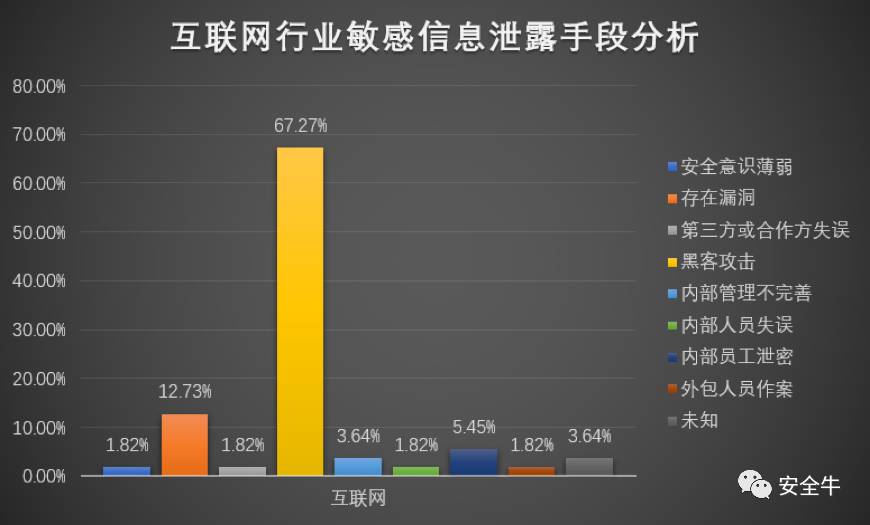 互联网行业敏感信息泄露手段分析
80.00%
70.00%
60.00%
50.00%
40.00%
30.00%
20.00%
10.00%
0.00%
1.82%
12.73%
1.82%
67.27%
3.64%
1.82%
5.45%
1.82%
3.64%
互联网
安全意识薄弱
存在漏洞
第三方或合作方失误
黑客攻击
内部管理不完善
内部人员失误
内部员工泄密
外包人员作案
未知
安全牛